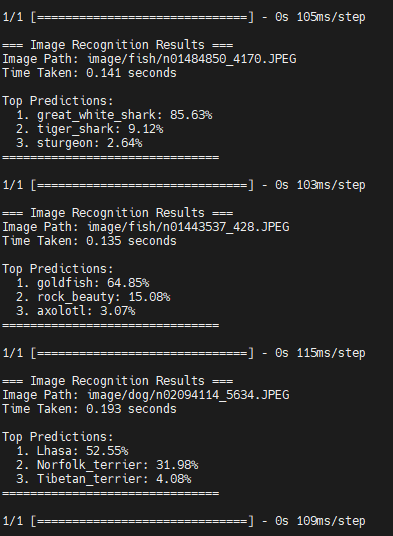 1/1 [==============================] - 0s 105ms/step
=== Image Recognition Results ===
Image Path: image/fish/n01484850_4170.JPEG
Time Taken: 0.141 seconds
Top Predictions:
1. great_white_shark: 85.63%
2. tiger_shark: 9.12%
3. sturgeon: 2.64%
===============================
1/1 [==============================] - 0s 103ms/step
=== Image Recognition Results ===
Image Path: image/fish/n01443537_428.JPEG
Time Taken: 0.135 seconds
Top Predictions:
1. goldfish: 64.85%
2. rock_beauty: 15.08%
3. axolotl: 3.07%
===============================
1/1 [==============================] - 0s 115ms/step
=== Image Recognition Results ===
Image Path: image/dog/n02094114_5634.JPEG
Time Taken: 0.193 seconds
Top Predictions:
1. Lhasa: 52.55%
2. Norfolk_terrier: 31.98%
3. Tibetan_terrier: 4.08%
===============================
1/1 [==============================] - 0s 109ms/step